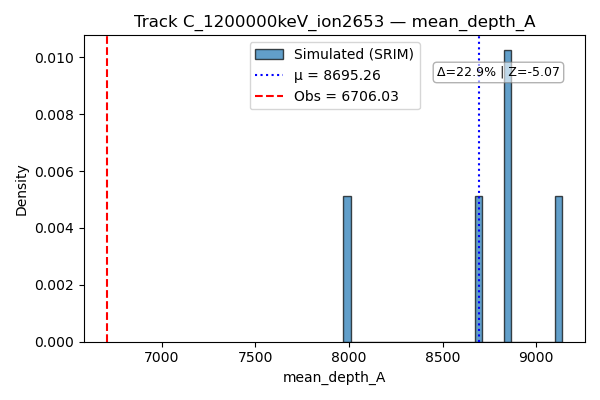 Track C_1200000keV_ion2653 — mean_depth_A
Simulated (SRIM)
μ = 8695.26
Obs = 6706.03
Δ=22.9% | Z=-5.07
Density
0.010
0.008
0.006
0.004
0.002
0.000
7000
7500
8000
8500
9000
mean_depth_A